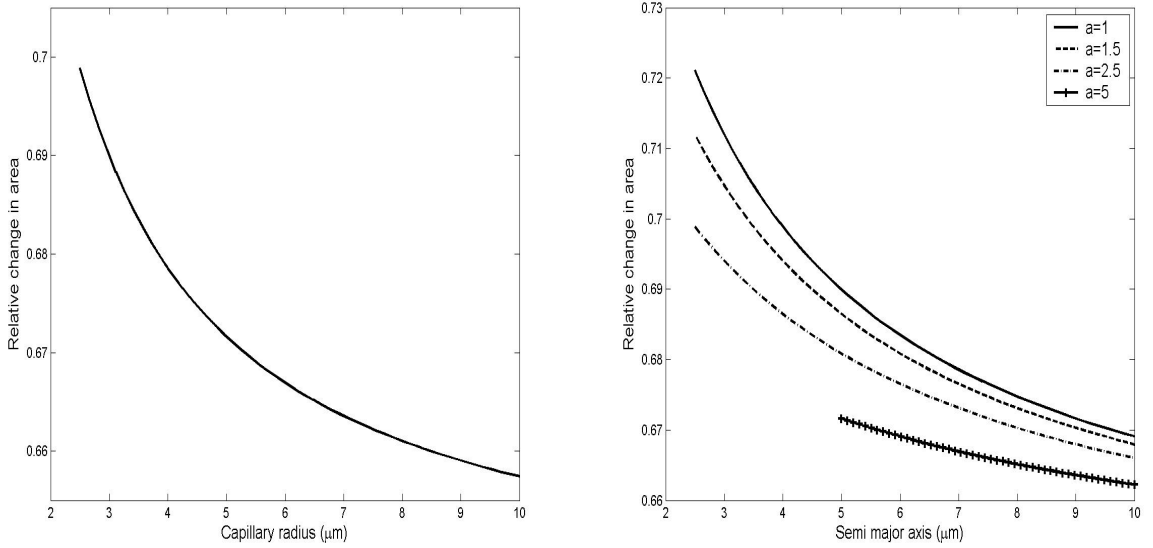 0.7
0.69
0.68
0.67
0.66
Relative change in area
2 3 4 5 6 7 8 9 10
Capillary radius (μm)
0.73
0.72
0.71
0.7
0.69
0.68
0.67
0.66
Relative change in area
2 3 4 5 6 7 8 9 10
Semi major axis (μm)
a=1
a=1.5
a=2.5
a=5